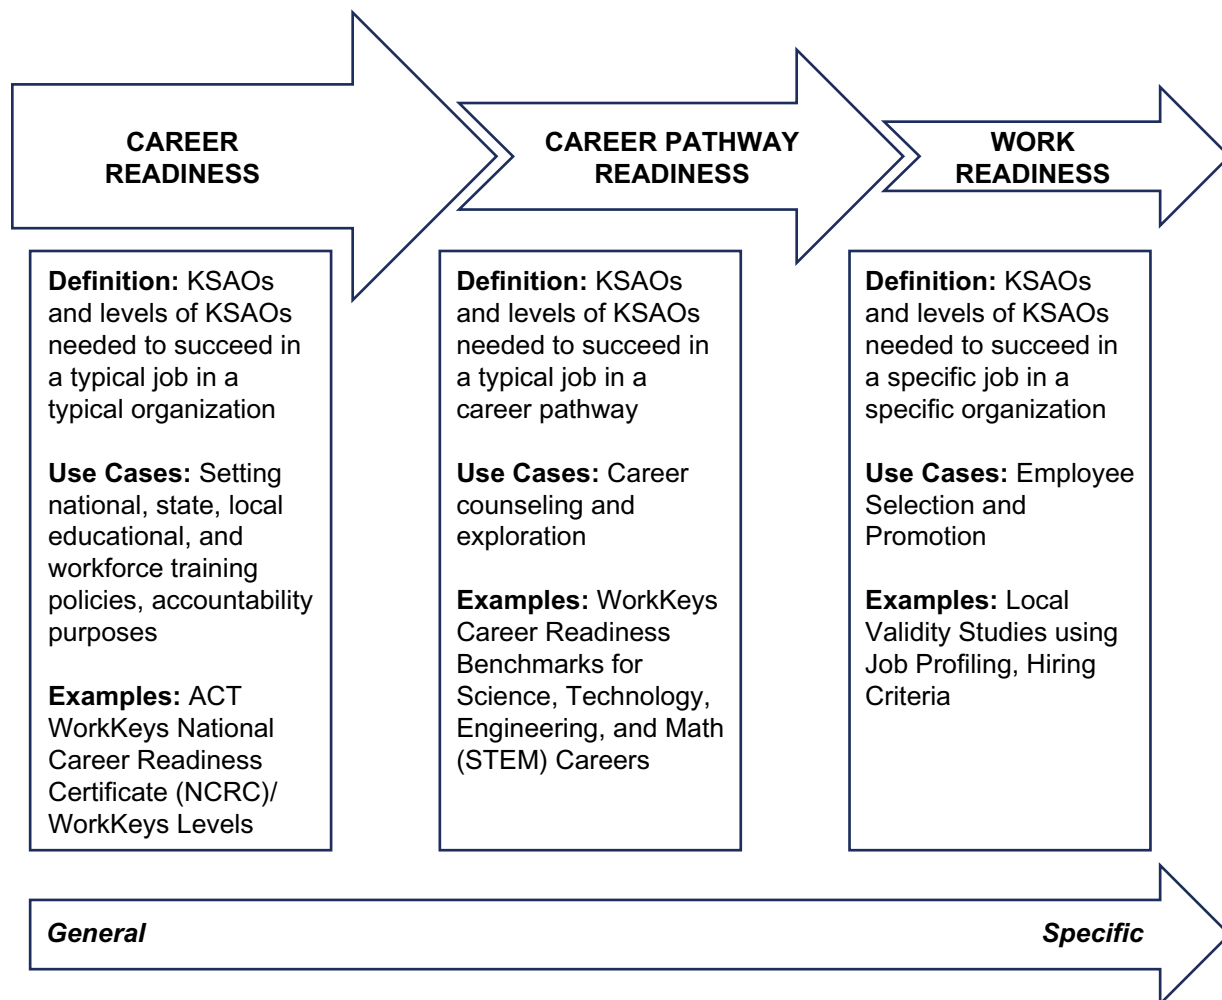 CAREER
READINESS
CAREER PATHWAY
READINESS
WORK
READINESS
Definition: KSAOs
and levels of KSAOs
needed to succeed in
a typical job in a
typical organization
Use Cases: Setting
national, state, local
educational, and
workforce training
policies, accountability
purposes
Examples: ACT
WorkKeys National
Career Readiness
Certificate (NCRC)/
WorkKeys Levels
Definition: KSAOs
and levels of KSAOs
needed to succeed in
a typical job in a
career pathway
Use Cases: Career
counseling and
exploration
Examples: WorkKeys
Career Readiness
Benchmarks for
Science, Technology,
Engineering, and Math
(STEM) Careers
Definition: KSAOs
and levels of KSAOs
needed to succeed in
a specific job in a
specific organization
Use Cases: Employee
Selection and
Promotion
Examples: Local
Validity Studies using
Job Profiling, Hiring
Criteria
General
Specific